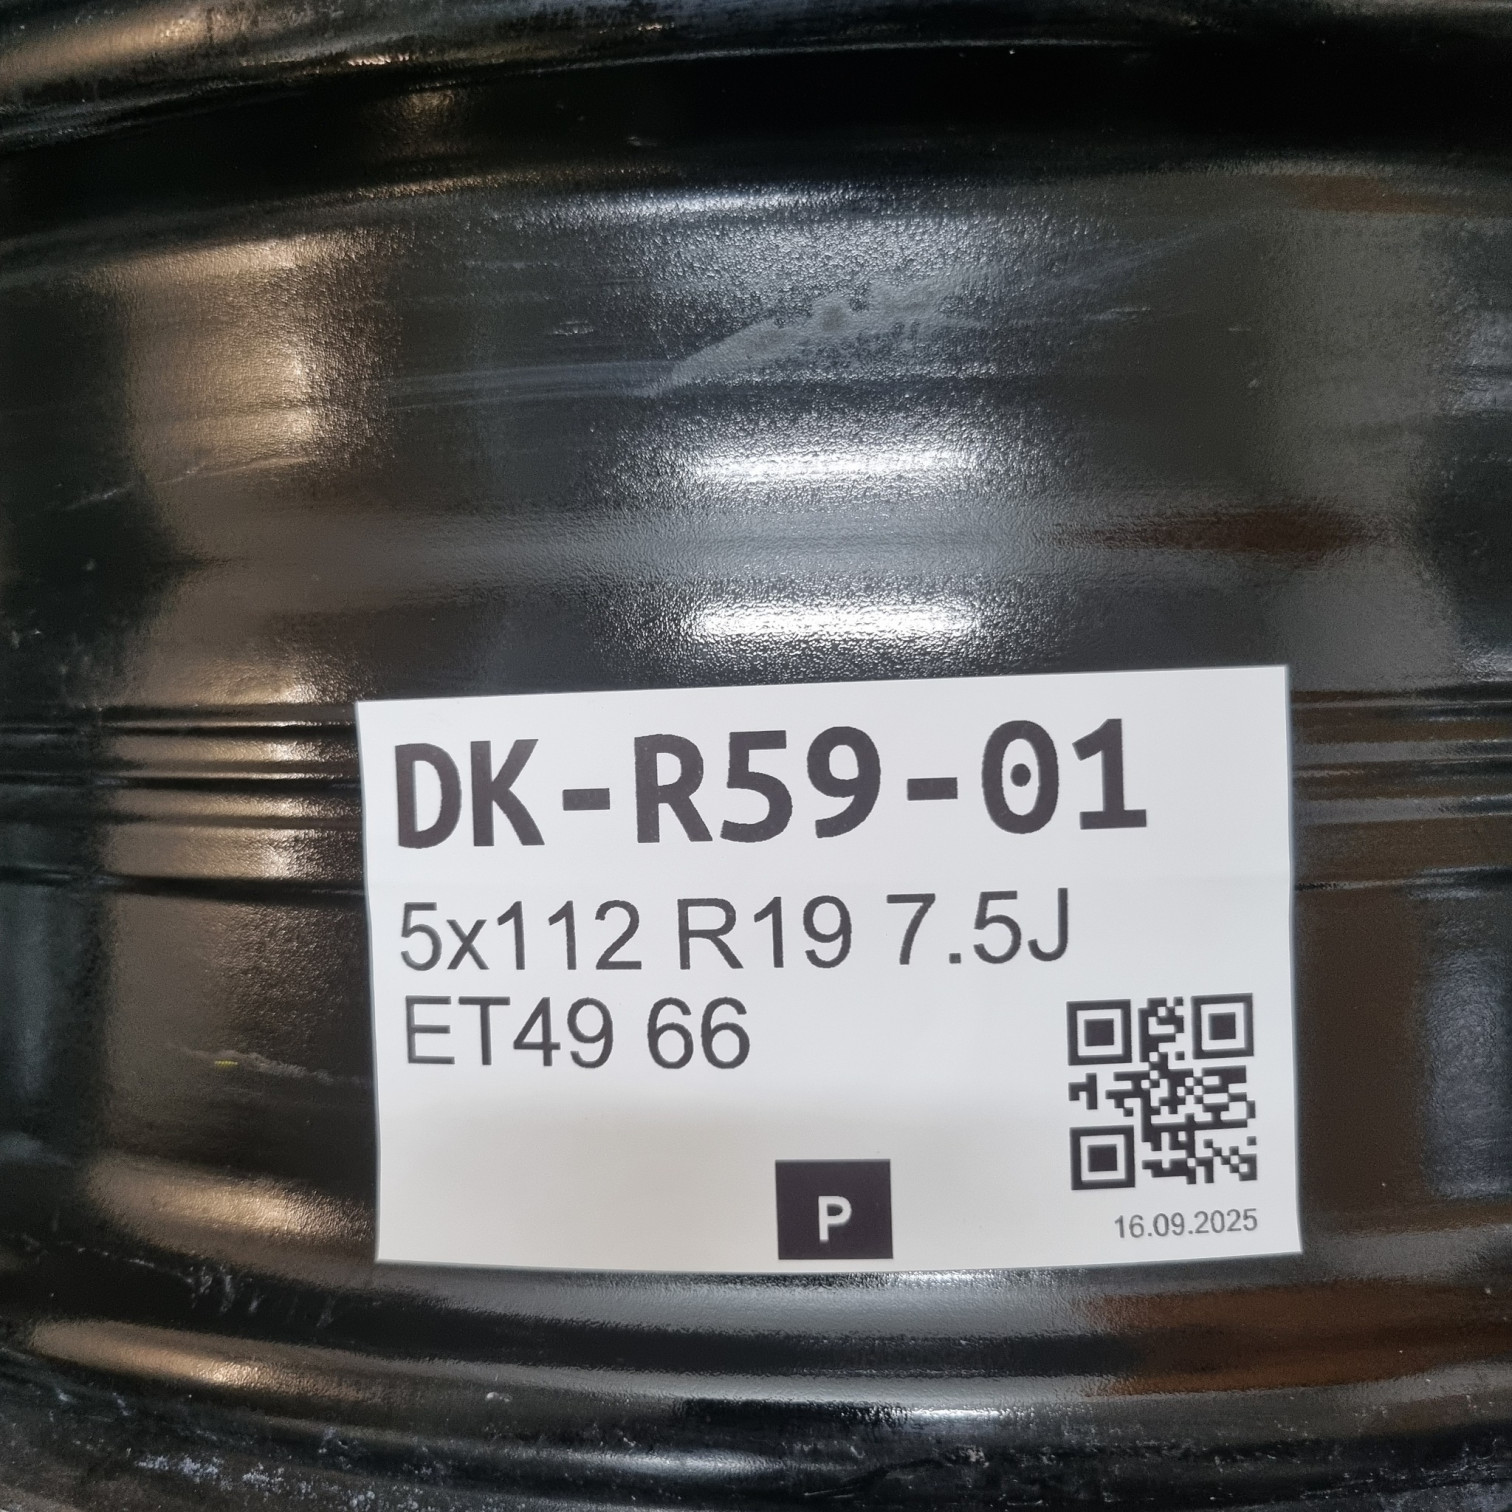 DK-R59-01
5x112 R19 7.5J
ET49 66
P
16.09.2025